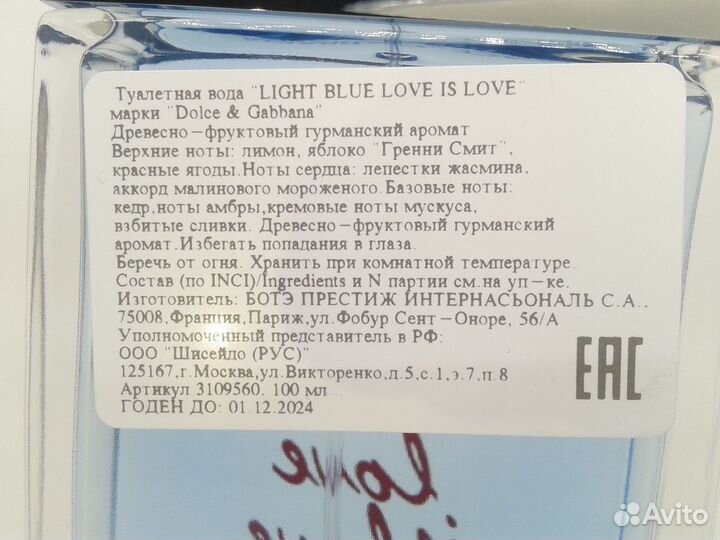 Туалетная вода "LIGHT BLUE LOVE IS LOVE"
марки "Dolce & Gabbana"
Древесно-фруктовый гурманский аромат
Верхние ноты: лимон, яблоко "Гренни Смит",
красные ягоды.Ноты сердца: лепестки жасмина,
аккорд малинового мороженого.Базовые ноты:
кедр,ноты амбры,кремовые ноты мускуса,
взбитые сливки. Древесно-фруктовый гурманский
аромат.Избегать попадания в глаза.
Беречь от огня. Хранить при комнатной температуре.
Состав (по INCI)/Ingredients и N партии см.на уп-ке.
Изготовитель: БОТЭ ПРЕСТИЖ ИНТЕРНАСЬОНАЛЬ С.А.,
75008,Франция,Париж,ул.Фобур Сент-Оноре, 56/А
Уполномоченный представитель в РФ:
ООО "Шисейдо (РУС)"
125167,г.Москва,ул.Викторенко,д.5,с.1,э.7,п.8
Артикул 3109560. 100 мл
ГОДЕН ДО: 01.12.2024
EAC
love
is
Avito